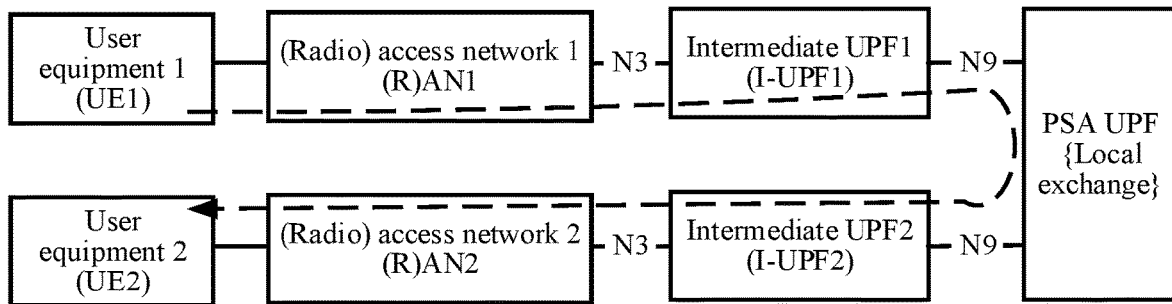 User
equipment 1
(UE1)
(Radio) access network 1
(R)AN1
N3
Intermediate UPF1
(I-UPF1)
N9
PSA UPF
{Local
exchange}
User
equipment 2
(UE2)
(Radio) access network 2
(R)AN2
N3
Intermediate UPF2
(I-UPF2)
N9